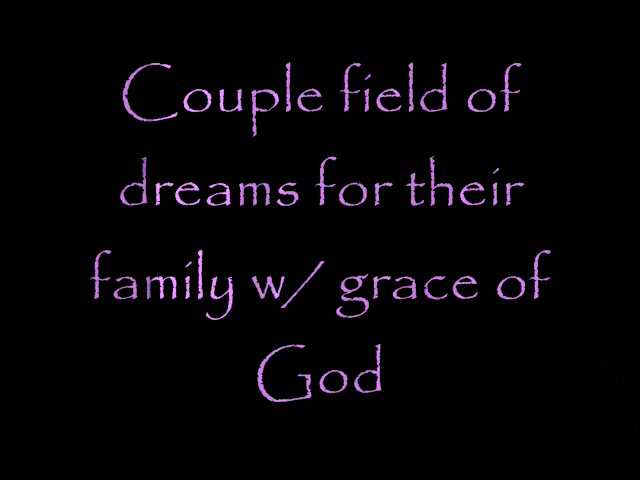 Couple field of
dreams for their
family w/ grace of
God